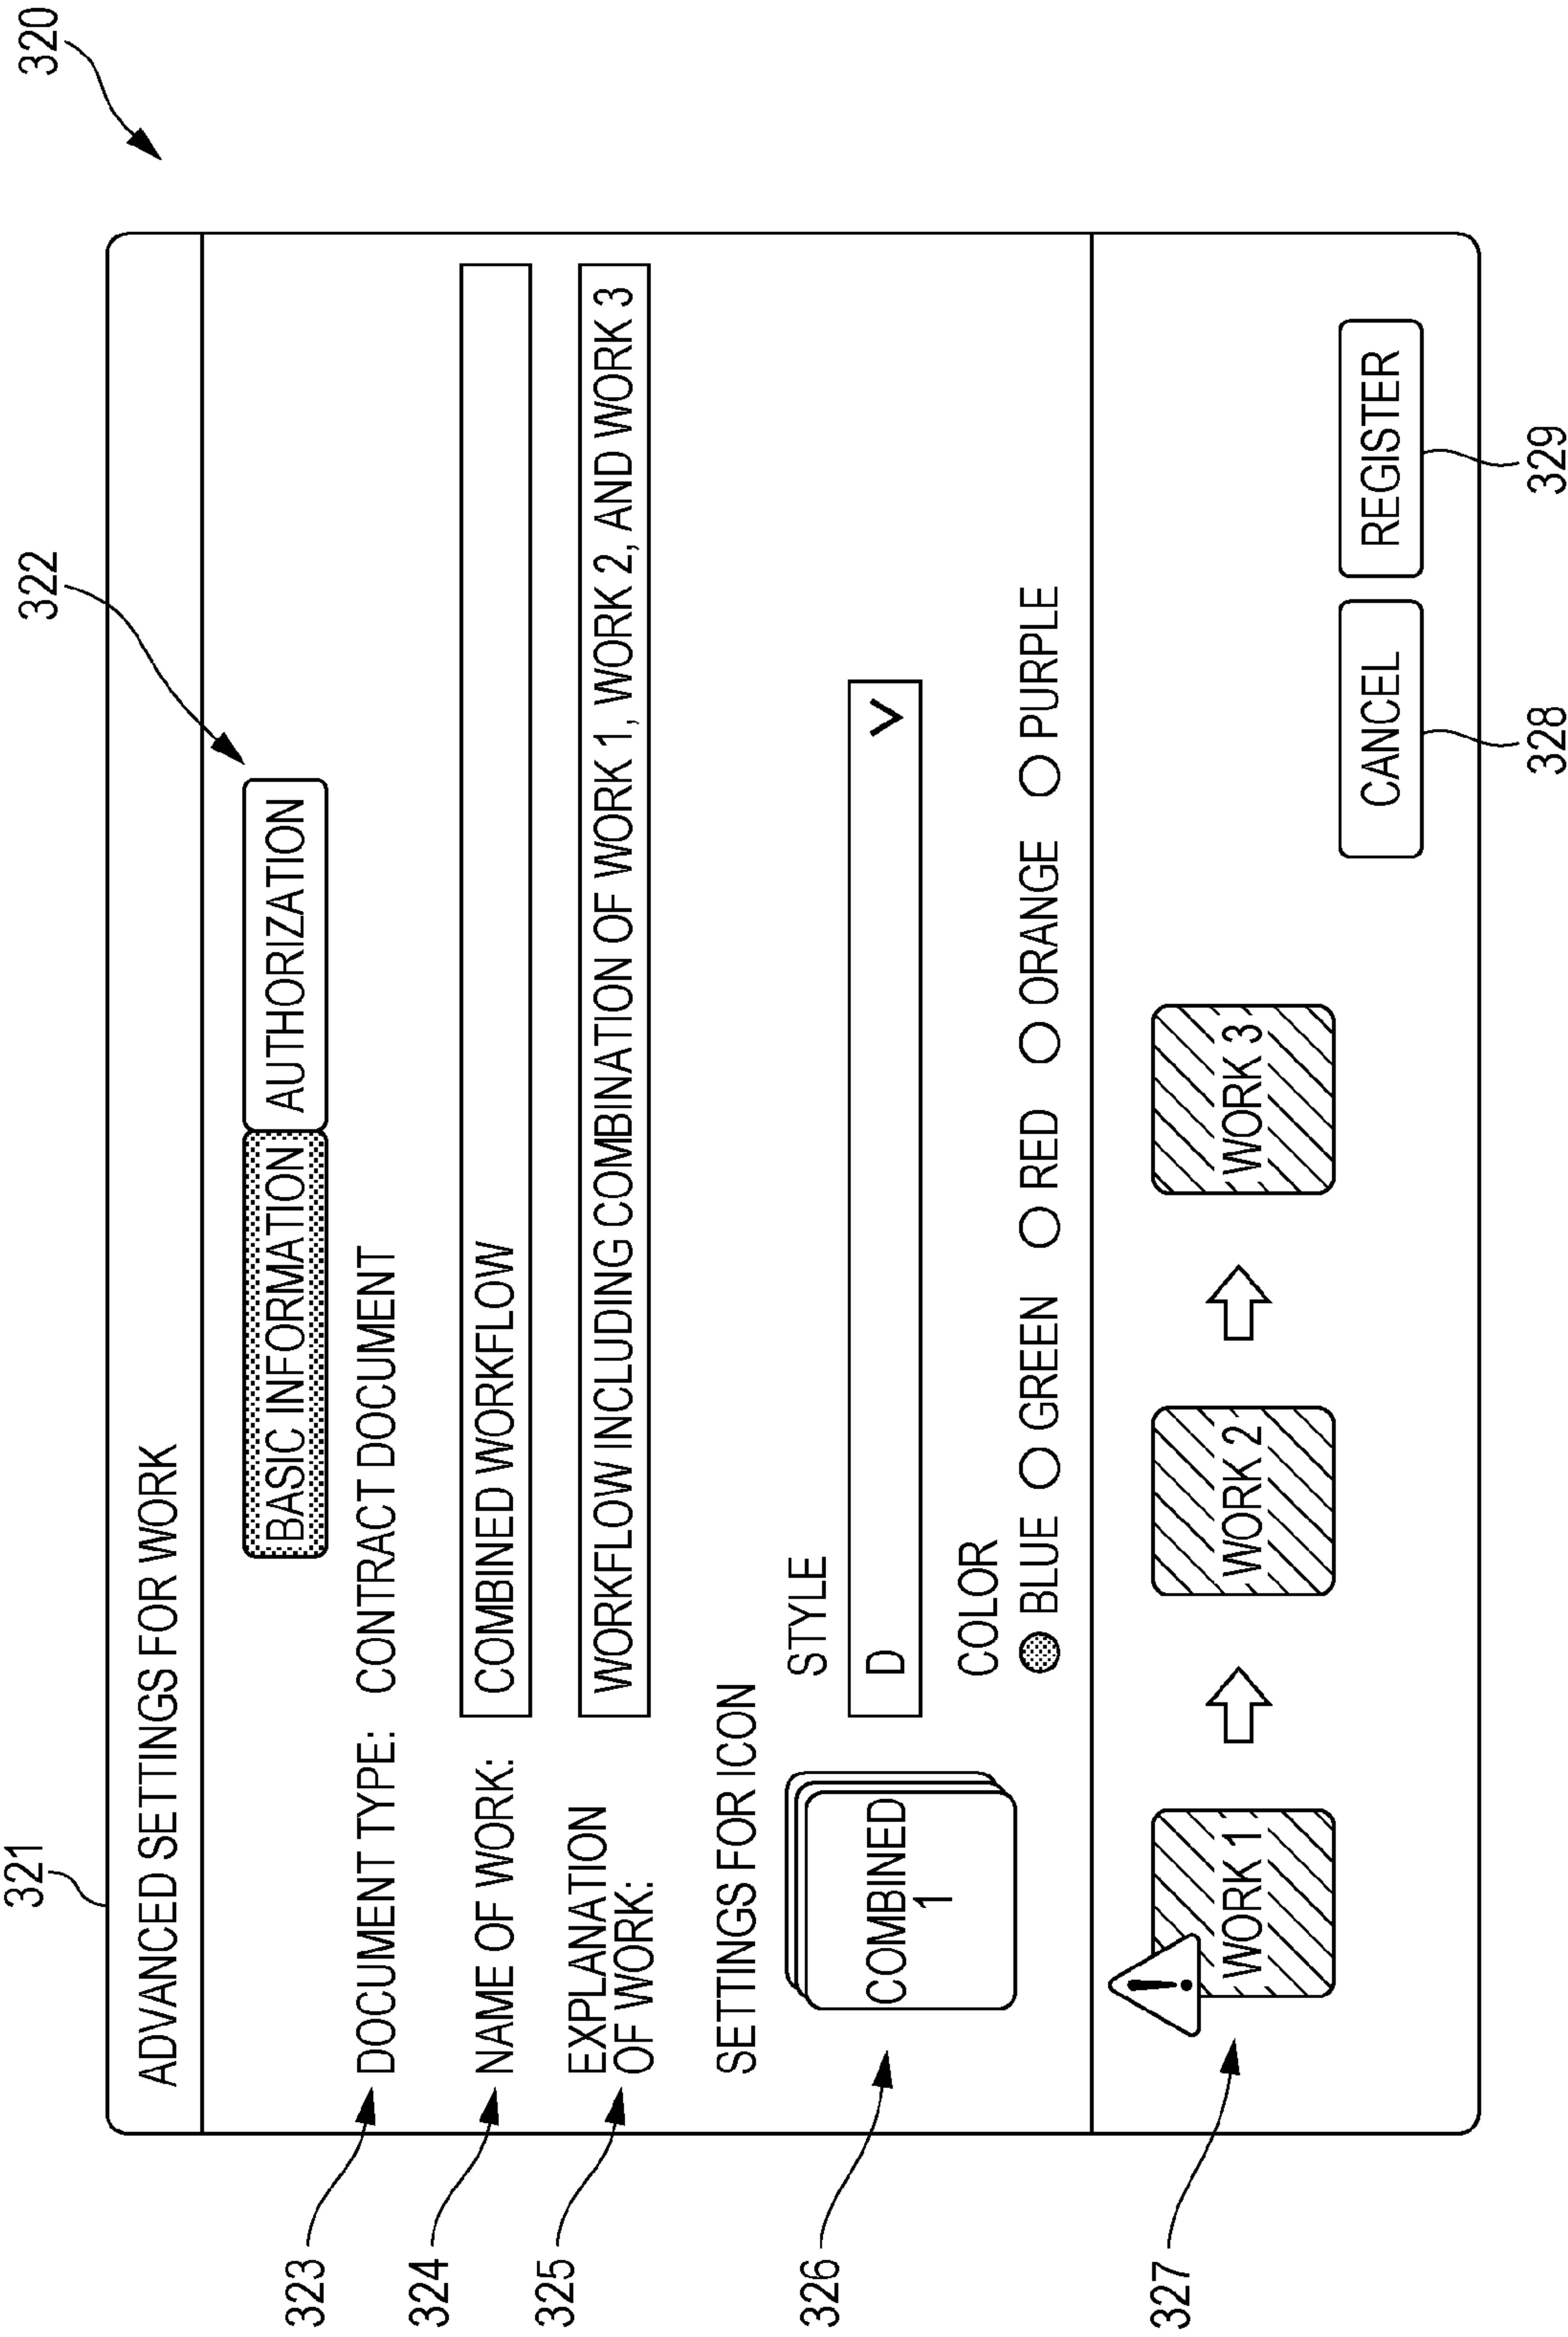 320
321
ADVANCED SETTINGS FOR WORK
322
BASIC INFORMATION AUTHORIZATION
323
DOCUMENT TYPE: CONTRACT DOCUMENT
324
NAME OF WORK: COMBINED WORKFLOW
325
EXPLANATION
OF WORK:
WORKFLOW INCLUDING COMBINATION OF WORK 1, WORK 2, AND WORK 3
SETTINGS FOR ICON
326
COMBINED
1
STYLE
D
COLOR
BLUE GREEN RED ORANGE PURPLE
327
!
WORK 1 WORK 2 WORK 3
CANCEL REGISTER
328 329